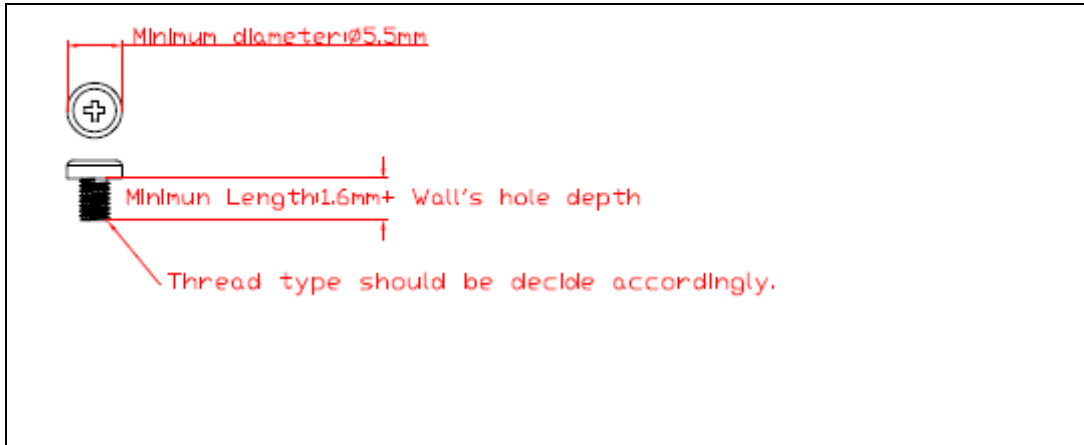 Minimum diameter:Ø5.5mm
Minimun Length:1.6mm+ Wall's hole depth
Thread type should be decide accordingly.